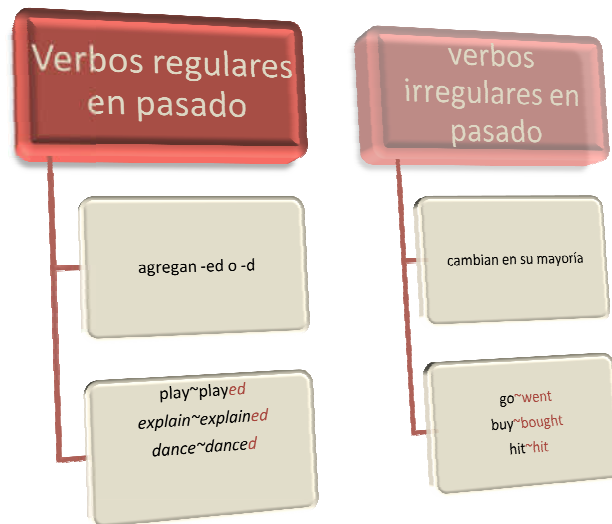 Verbos regulares
en pasado
agregan -ed o -d
play~played
explain~explained
dance~danced
verbos
irregulares en
pasado
cambian en su mayoría
go~went
buy~bought
hit~hit